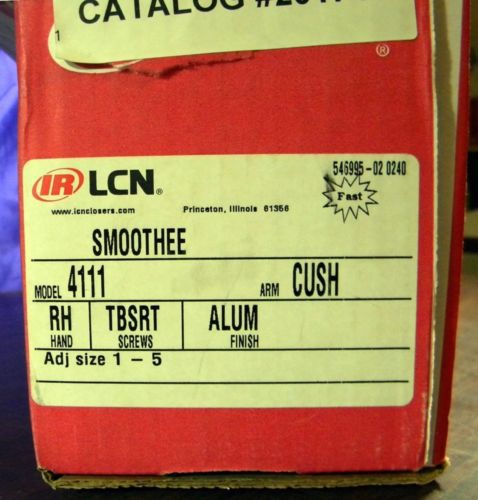 CATALOG
1
®
IR LCN®
546995-02 0240
Fast
www.lcnclosers.com Princeton, Illinois 61356
SMOOTHEE
MODEL 4111 ARM CUSH
RH TBSRT ALUM
HAND SCREWS FINISH
Adj size 1 - 5